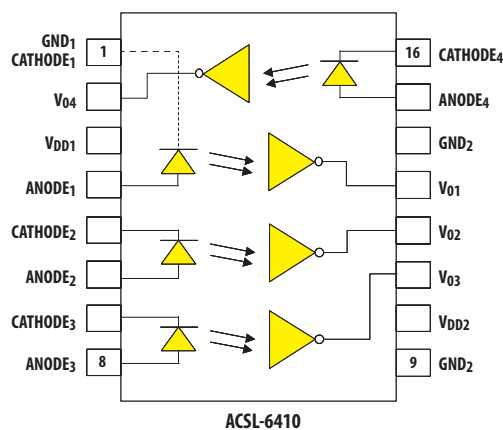 GND1
CATHODE1
1
V04
VDD1
ANODE1
CATHODE2
ANODE2
CATHODE3
ANODE3
8
16
CATHODE4
ANODE4
GND2
V01
V02
V03
VDD2
9
GND2
ACSL-6410